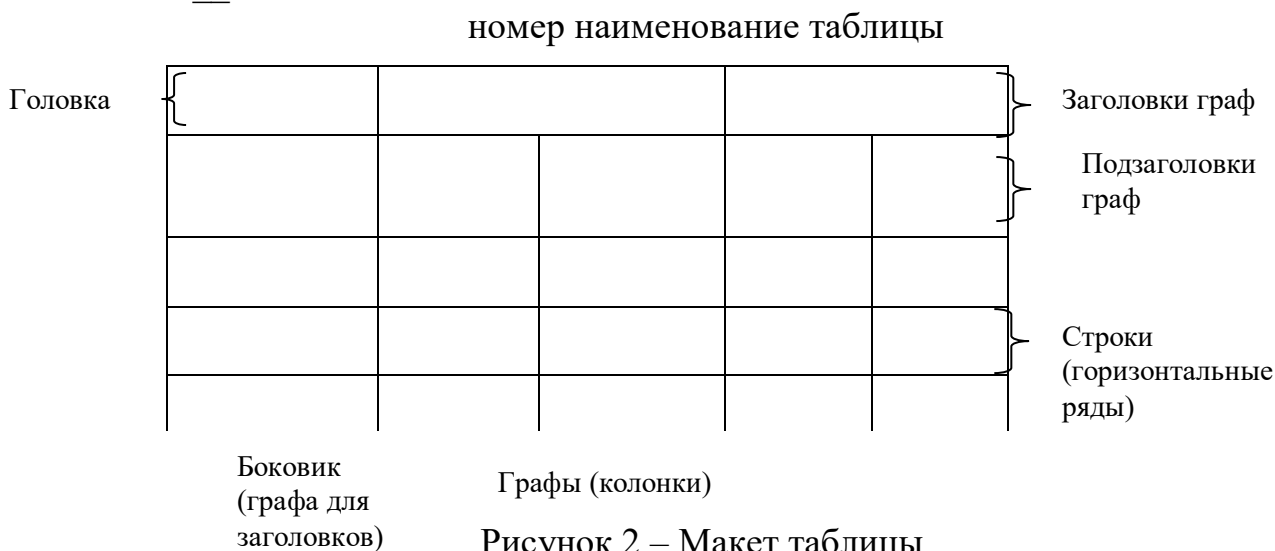 номер наименование таблицы
Головка
Заголовки граф
Подзаголовки
граф
Строки
(горизонтальные
ряды)
Боковик
(графа для
заголовков)
Графы (колонки)
Рисунок 2 – Макет таблицы